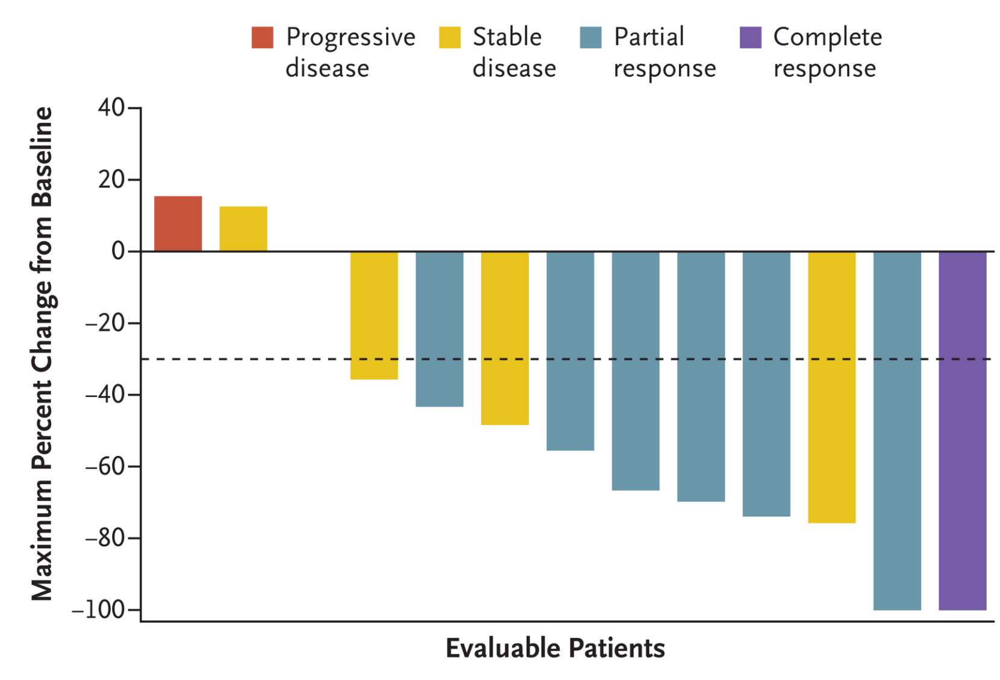 Progressive disease
Stable disease
Partial response
Complete response
Maximum Percent Change from Baseline
40
20
0
–20
–40
–60
–80
–100
Evaluable Patients